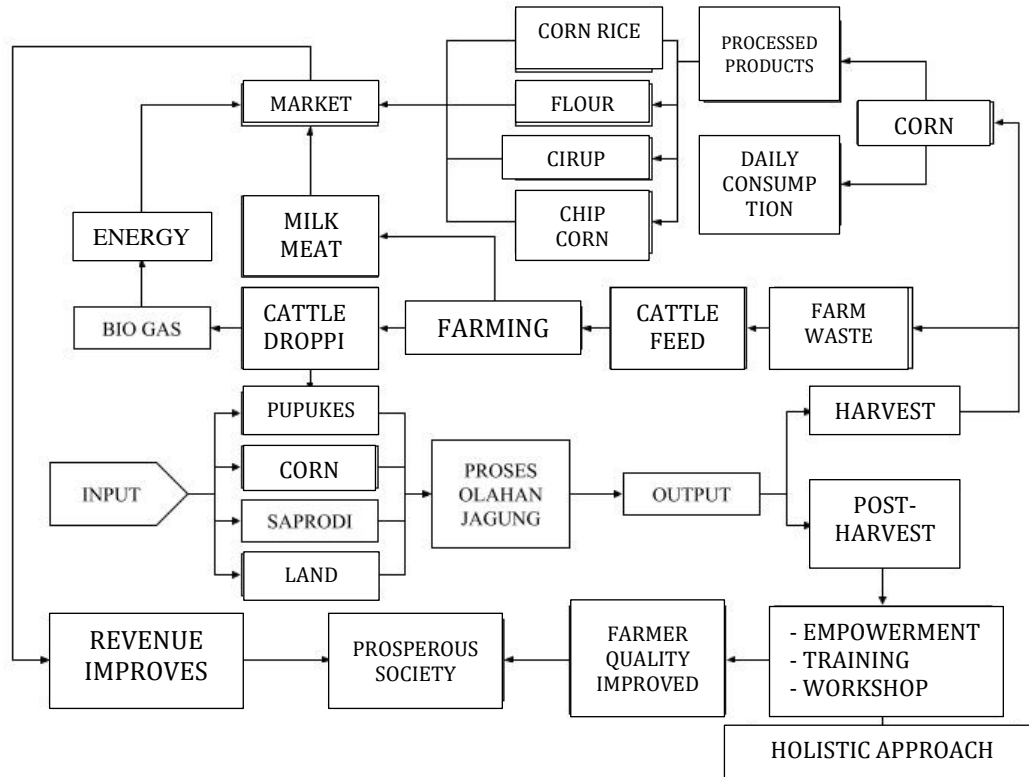 CORN RICE
PROCESSED
PRODUCTS
MARKET
FLOUR
CORN
CIRUP
DAILY
CONSUMP
TION
CHIP
CORN
MILK
MEAT
ENERGY
BIO GAS
CATTLE
DROPPI
FARMING
CATTLE
FEED
FARM
WASTE
PUPUKES
HARVEST
INPUT
CORN
PROSES
OLAHAN
JAGUNG
OUTPUT
SAPRODI
POST-
HARVEST
LAND
REVENUE
IMPROVES
PROSPEROUS
SOCIETY
FARMER
QUALITY
IMPROVED
- EMPOWERMENT
- TRAINING
- WORKSHOP
HOLISTIC APPROACH